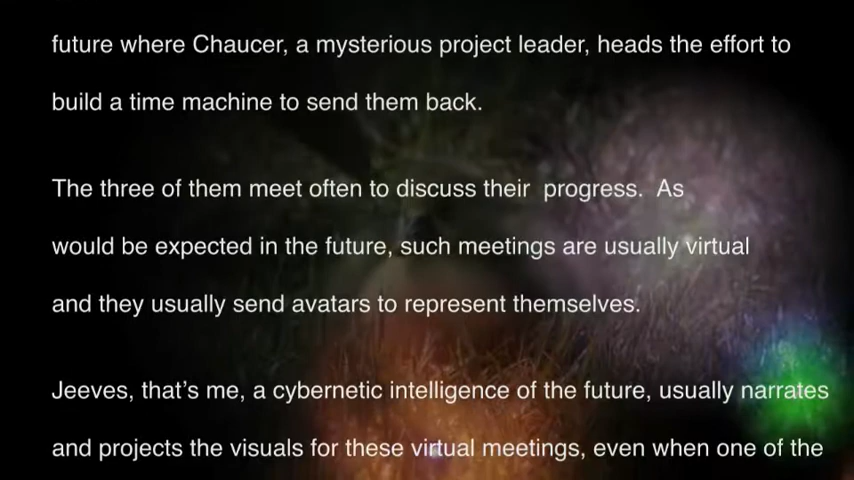 future where Chaucer, a mysterious project leader, heads the effort to
build a time machine to send them back.
The three of them meet often to discuss their  progress.  As
would be expected in the future, such meetings are usually virtual
and they usually send avatars to represent themselves.
Jeeves, that’s me, a cybernetic intelligence of the future, usually narrates
and projects the visuals for these virtual meetings, even when one of the